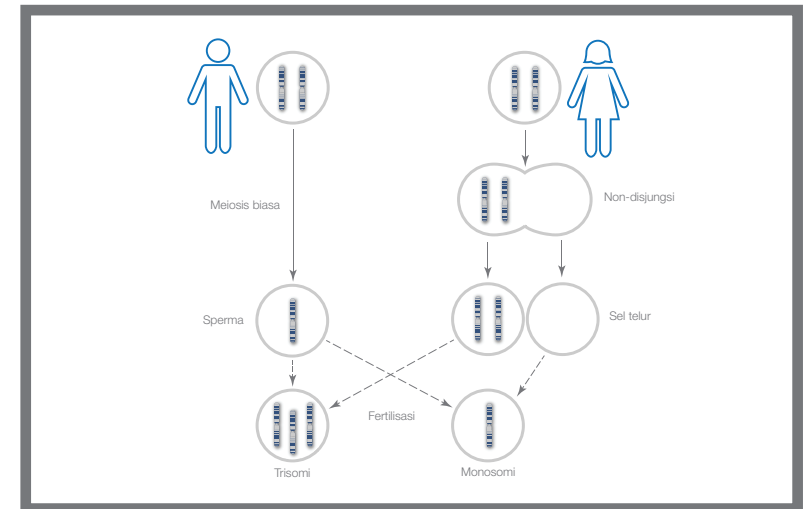 Meiosis biasa
Non-disjungsi
Sperma
Sel telur
Fertilisasi
Trisomi
Monosomi